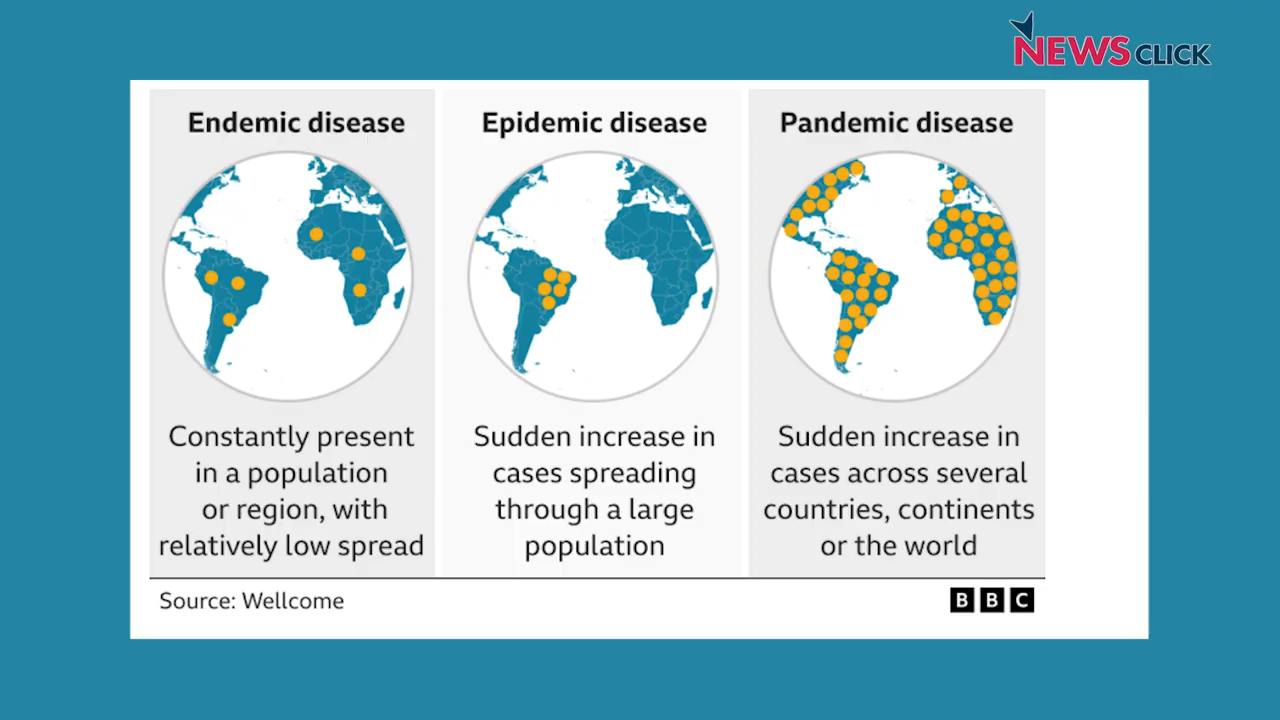 NEWS CLICK
Endemic disease
Constantly present
in a population
or region, with
relatively low spread
Epidemic disease
Sudden increase in
cases spreading
through a large
population
Pandemic disease
Sudden increase in
cases across several
countries, continents
or the world
Source: Wellcome
BBC